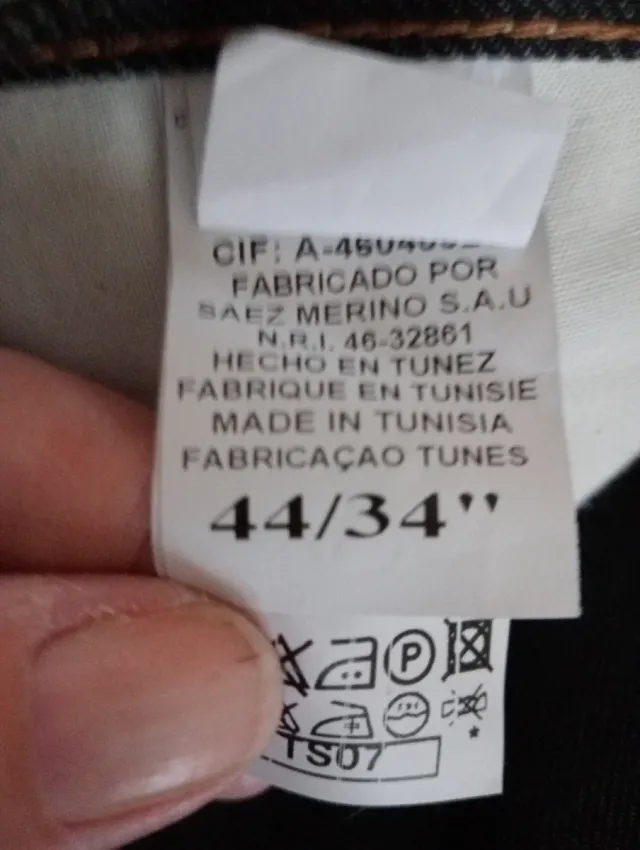 CIF: A-
FABRICADO POR
SAEZ MERINO S.A.U
N.R.I. 46-32861
HECHO EN TUNEZ
FABRIQUE EN TUNISIE
MADE IN TUNISIA
FABRICAÇAO TUNES
44/34"
P
TS07